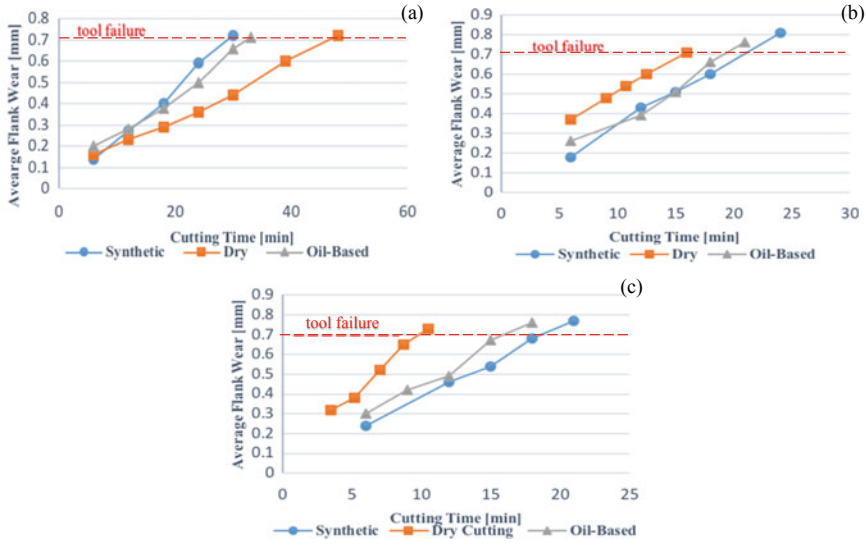 (a)
0.8
tool failure
0.7
0.6
0.5
0.4
0.3
0.2
0.1
0
Avearge Flank Wear [mm]
0 20 40 60
Cutting Time [min]
Synthetic Dry Oil-Based
(b)
0.9
0.8
tool failure
0.7
0.6
0.5
0.4
0.3
0.2
0.1
0
Average Flank Wear [mm]
0 5 10 15 20 25 30
Cutting Time [min]
Synthetic Dry Oil-Based
(c)
0.9
0.8
tool failure
0.7
0.6
0.5
0.4
0.3
0.2
0.1
0
Average Flank Wear [mm]
0 5 10 15 20 25
Cutting Time [min]
Synthetic Dry Cutting Oil-Based